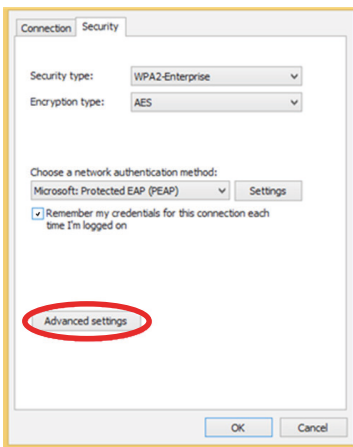 Connection Security
Security type: WPA2-Enterprise
Encryption type: AES
Choose a network authentication method:
Microsoft: Protected EAP (PEAP) Settings
Remember my credentials for this connection each
time I'm logged on
Advanced settings
OK Cancel